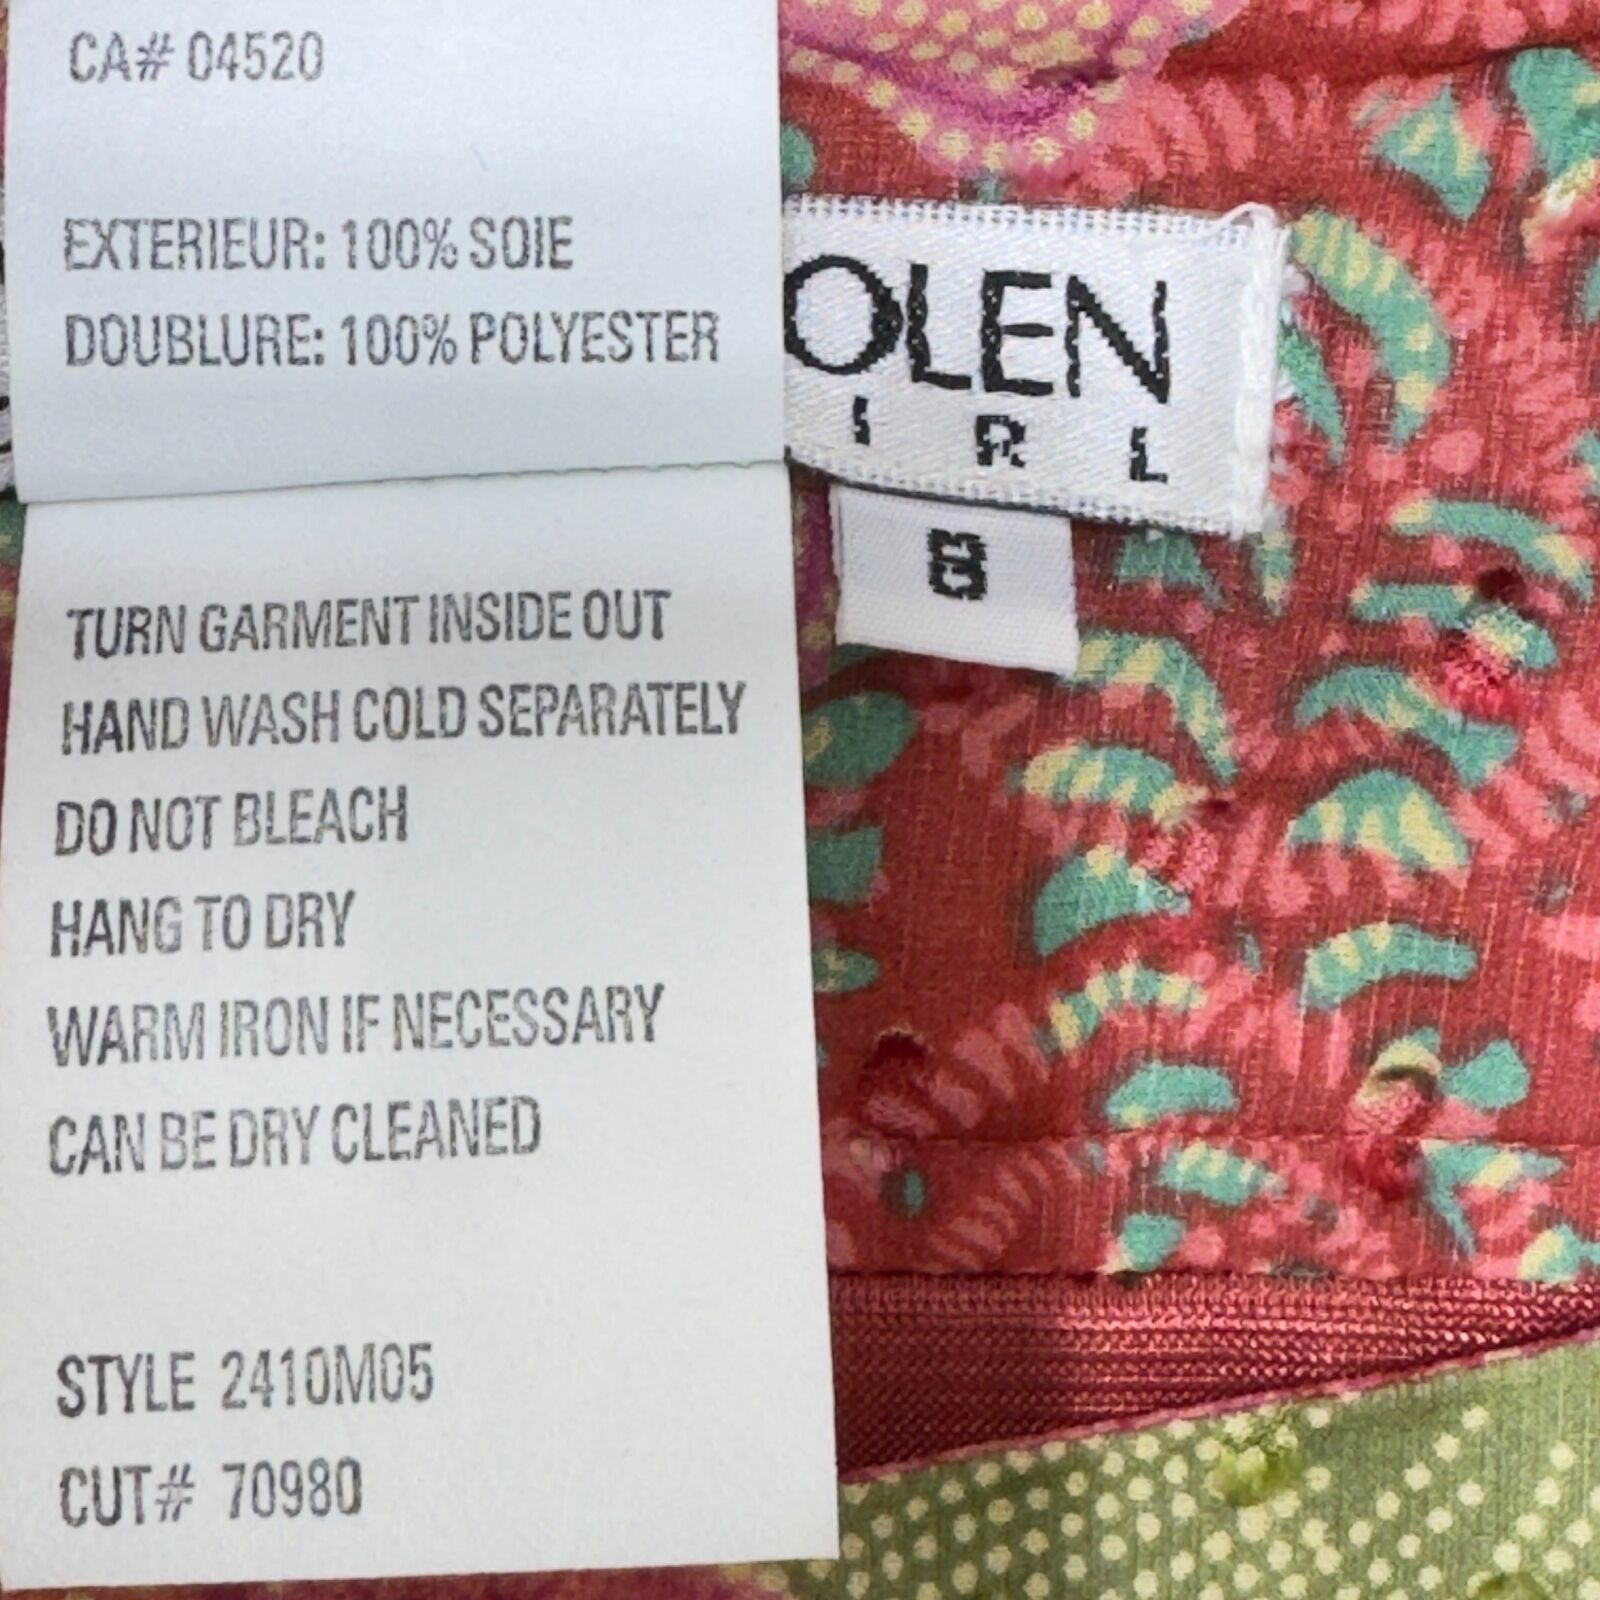 CA# 04520
EXTERIEUR: 100% SOIE
DOUBLURE: 100% POLYESTER
OLEN
I R L
TURN GARMENT INSIDE OUT
HAND WASH COLD SEPARATELY
DO NOT BLEACH
HANG TO DRY
WARM IRON IF NECESSARY
CAN BE DRY CLEANED
STYLE 2410M05
CUT# 70980